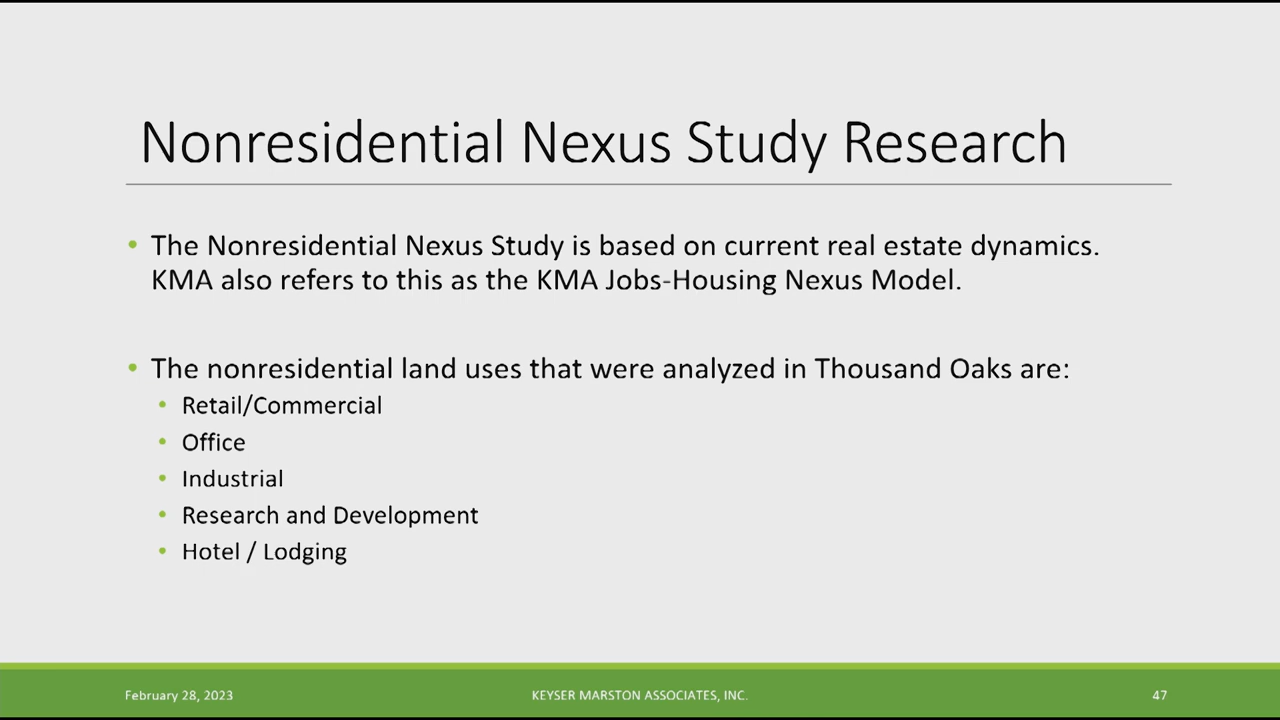 Nonresidential Nexus Study Research
• The Nonresidential Nexus Study is based on current real estate dynamics.
KMA also refers to this as the KMA Jobs-Housing Nexus Model.
• The nonresidential land uses that were analyzed in Thousand Oaks are:
• Retail/Commercial
• Office
• Industrial
• Research and Development
• Hotel / Lodging
February 28, 2023
KEYSER MARSTON ASSOCIATES, INC.
47